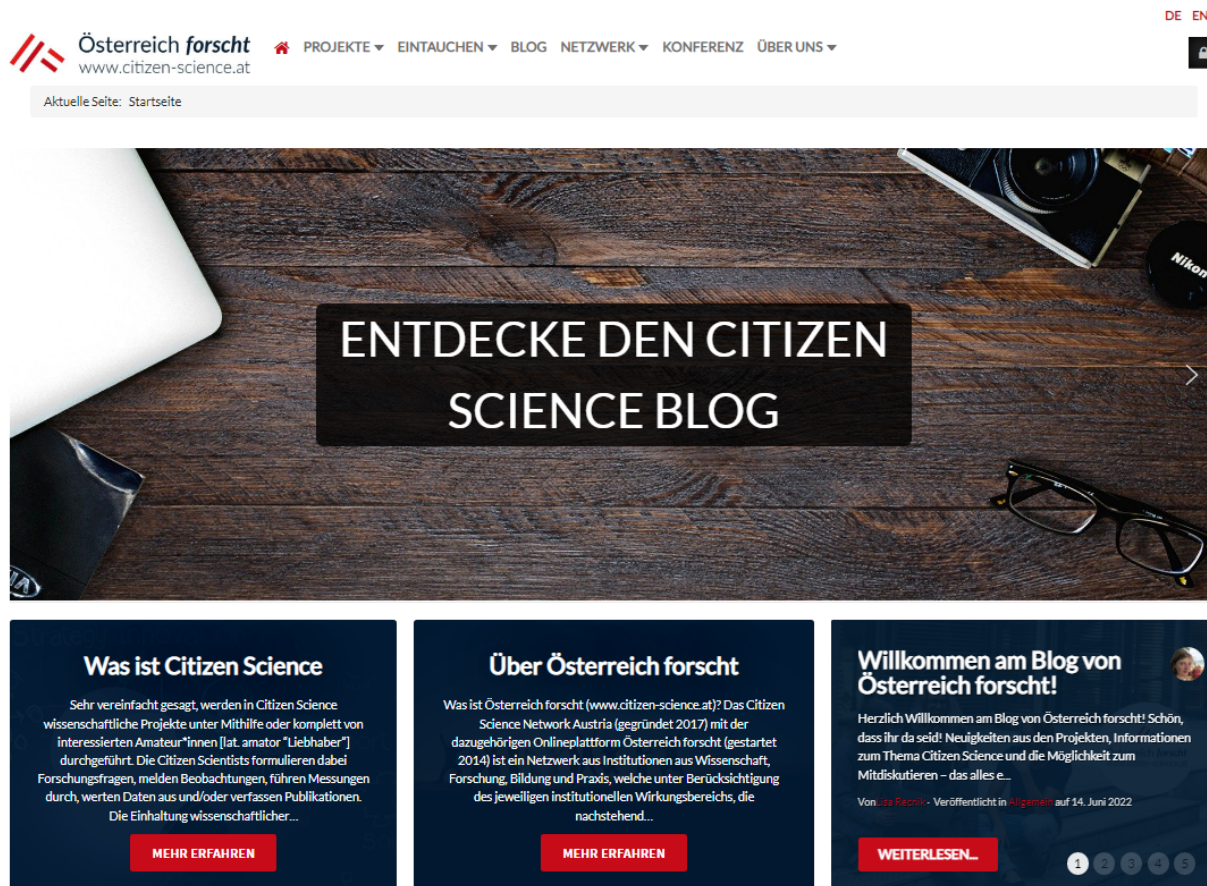 DE EN
Österreich forscht
www.citizen-science.at
PROJEKTE EINTAUCHEN BLOG NETZWERK KONFERENZ ÜBER UNS
Aktuelle Seite: Startseite
Nikon
ENTDECKE DEN CITIZEN
SCIENCE BLOG
Was ist Citizen Science
Sehr vereinfacht gesagt, werden in Citizen Science
wissenschaftliche Projekte unter Mithilfe oder komplett von
interessierten Amateur*innen [lat. amator "Liebhaber"]
durchgeführt. Die Citizen Scientists formulieren dabei
Forschungsfragen, melden Beobachtungen, führen Messungen
durch, werten Daten aus und/oder verfassen Publikationen.
Die Einhaltung wissenschaftlicher...
MEHR ERFAHREN
Über Österreich forscht
Was ist Österreich forscht (www.citizen-science.at)? Das Citizen
Science Network Austria (gegründet 2017) mit der
dazugehörigen Onlineplattform Österreich forscht (gestartet
2014) ist ein Netzwerk aus Institutionen aus Wissenschaft,
Forschung, Bildung und Praxis, welche unter Berücksichtigung
des jeweiligen institutionellen Wirkungsbereichs, die
nachstehend...
MEHR ERFAHREN
Willkommen am Blog von
Österreich forscht!
Herzlich Willkommen am Blog von Österreich forscht! Schön,
dass ihr da seid! Neuigkeiten aus den Projekten, Informationen
zum Thema Citizen Science und die Möglichkeit zum
Mitdiskutieren – das alles e...
Von Lisa Reznik - Veröffentlicht in Allgemein auf 14. Juni 2022
WEITERLESEN...
1 2 3 4 5